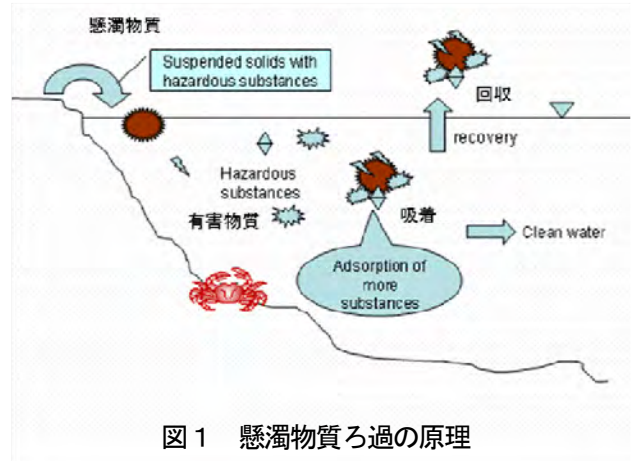 懸濁物質
Suspended solids with
hazardous substances
回収
recovery
Hazardous
substances
有害物質
吸着
Clean water
Adsorption of
more
substances
図1 懸濁物質ろ過の原理